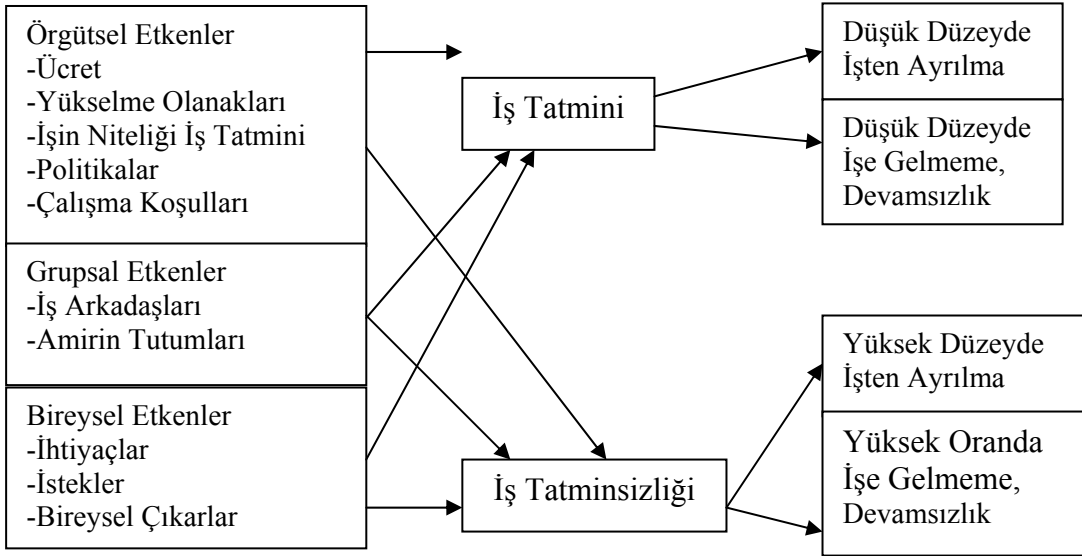 Örgütsel Etkenler
-Ücret
-Yükselme Olanakları
-İşin Niteliği İş Tatmini
-Politikalar
-Çalışma Koşulları
Grupsal Etkenler
-İş Arkadaşları
-Amirin Tutumları
Bireysel Etkenler
-İhtiyaçlar
-İstekler
-Bireysel Çıkarlar
İş Tatmini
İş Tatminsizliği
Düşük Düzeyde
İşten Ayrılma
Düşük Düzeyde
İşe Gelmeme,
Devamsızlık
Yüksek Düzeyde
İşten Ayrılma
Yüksek Oranda
İşe Gelmeme,
Devamsızlık